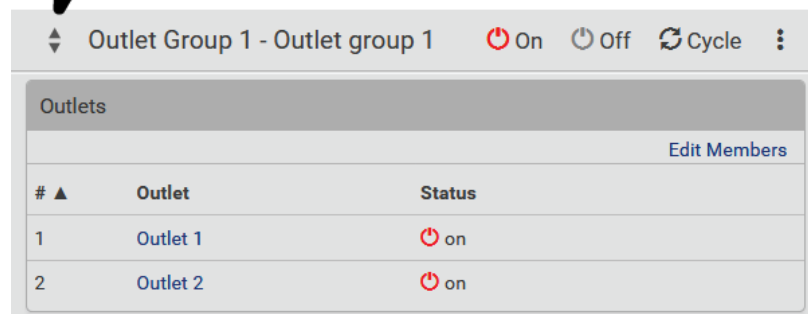 Outlet Group 1 - Outlet group 1 On Off Cycle
Outlets
Edit Members
# ▲ Outlet Status
1 Outlet 1 on
2 Outlet 2 on